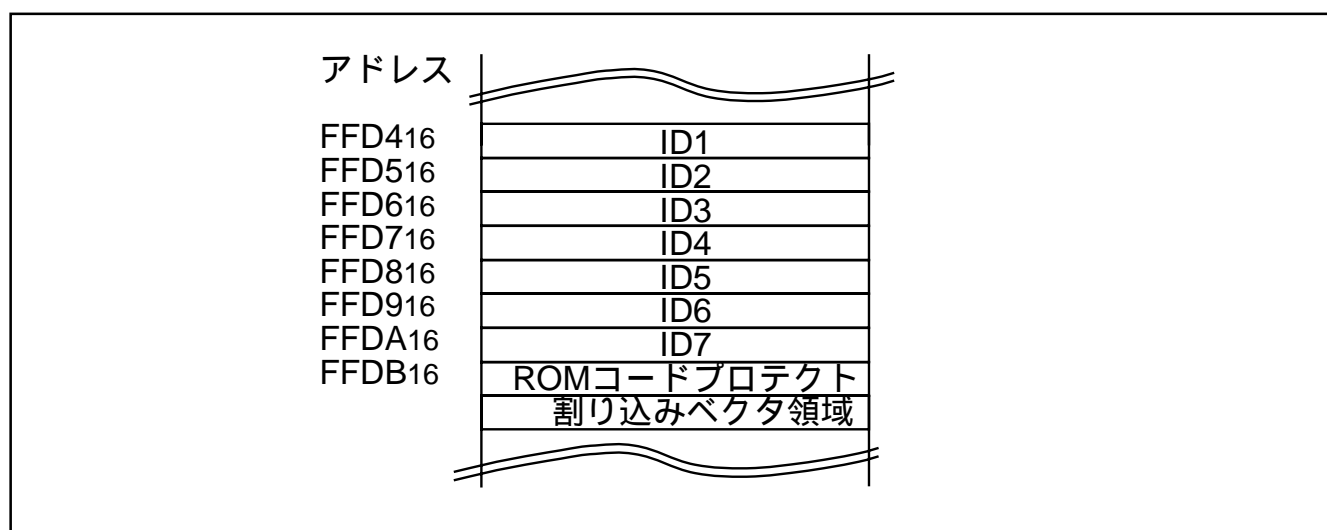 アドレス
FFD416 ID1
FFD516 ID2
FFD616 ID3
FFD716 ID4
FFD816 ID5
FFD916 ID6
FFDA16 ID7
FFDB16 ROMコードプロテクト
割り込みベクタ領域